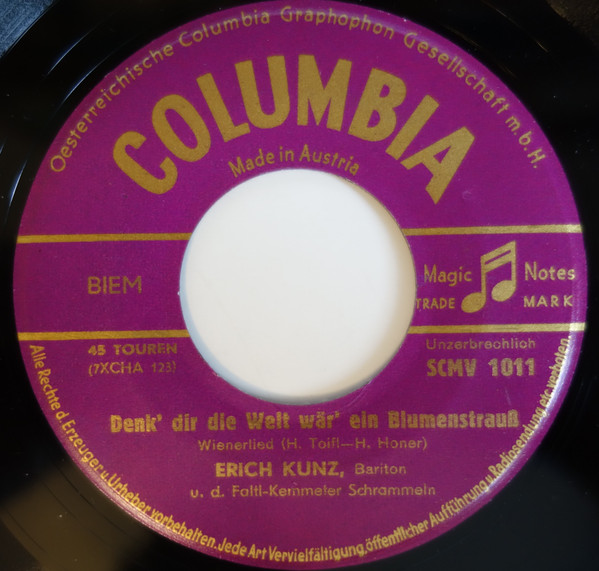 Oesterreichische Columbia Graphophon Gesellschaft m.b.H.
COLUMBIA
Made in Austria
BIEM
Magic Notes
TRADE MARK
45 TOUREN
(7XCHA 123)
Unzerbrechlich
SCMV 1011
Denk' dir die Welt wär' ein Blumenstrauß
Wienerlied (H. Toifl—H. Honer)
ERICH KUNZ, Bariton
u. d. Faltl-Kemmeter Schrammeln
Alle Rechte d. Erzeuger u. Urheber vorbehalten. Jede Art Vervielfältigung, öffentlicher Aufführung u. Radiosendung etz. verboten.